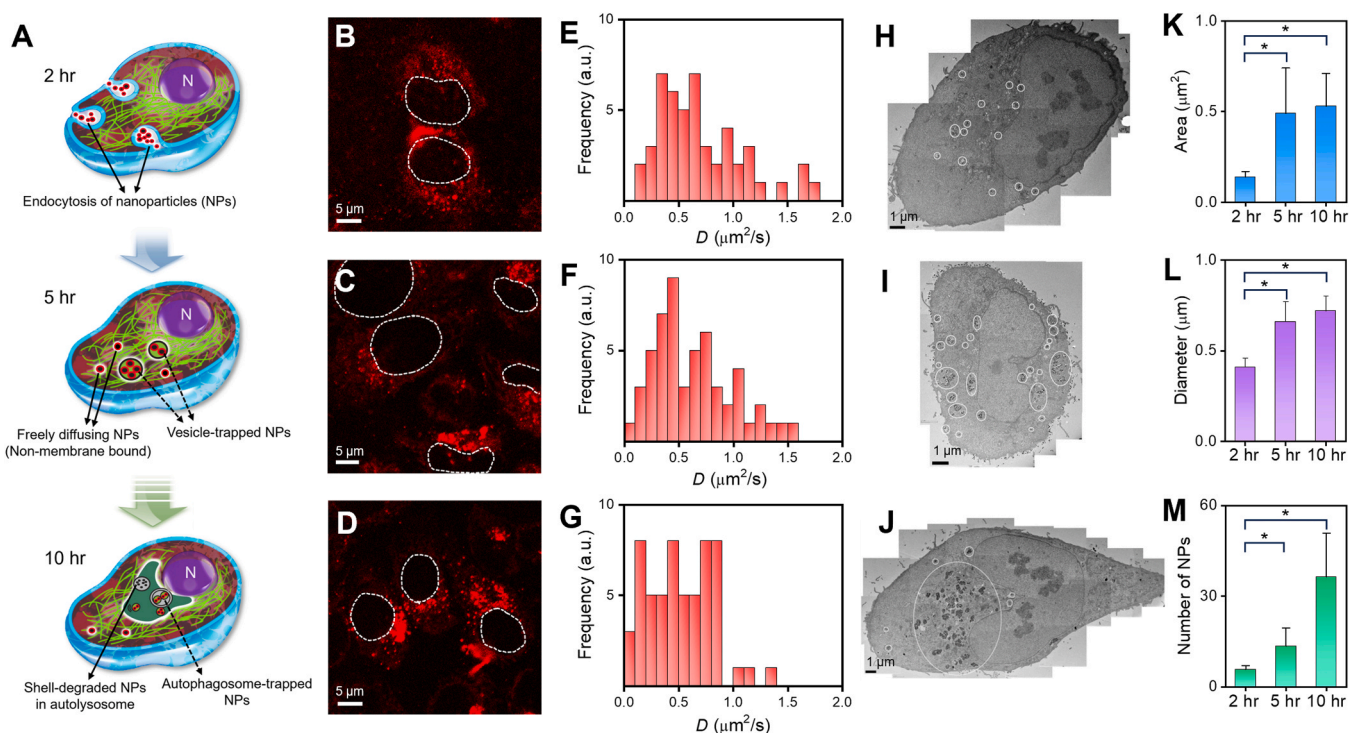 A
2 hr
N
Endocytosis of nanoparticles (NPs)
5 hr
N
Freely diffusing NPs
(Non-membrane bound)
Vesicle-trapped NPs
10 hr
N
Shell-degraded NPs
in autolysosome
Autophagosome-trapped
NPs
B
5 µm
C
5 µm
D
5 µm
E
Frequency (a.u.)
10
5
0.0 0.5 1.0 1.5 2.0
D (µm²/s)
F
Frequency (a.u.)
10
5
0.0 0.5 1.0 1.5 2.0
D (µm²/s)
G
Frequency (a.u.)
10
5
0.0 0.5 1.0 1.5 2.0
D (µm²/s)
H
1 µm
I
1 µm
J
1 µm
K
Area (µm²)
1.0
0.5
0.0
* *
2 hr 5 hr 10 hr
L
Diameter (µm)
1.0
0.5
0.0
* *
2 hr 5 hr 10 hr
M
Number of NPs
60
30
0
* *
2 hr 5 hr 10 hr